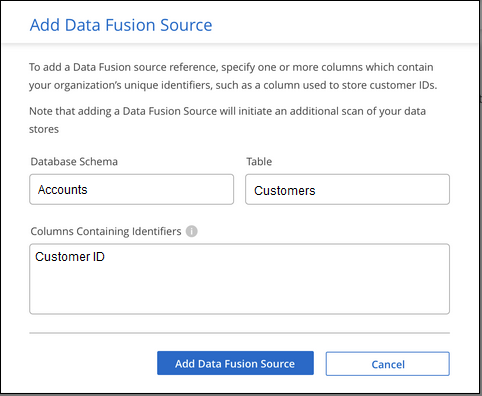 Add Data Fusion Source
To add a Data Fusion source reference, specify one or more columns which contain
your organization's unique identifiers, such as a column used to store customer IDs.
Note that adding a Data Fusion Source will initiate an additional scan of your data
stores
Database Schema
Table
Accounts
Customers
Columns Containing Identifiers
Customer ID
Add Data Fusion Source
Cancel